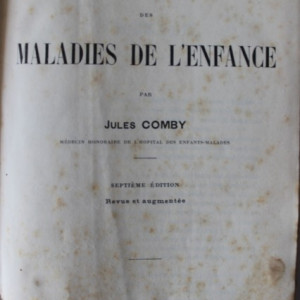 DES
MALADIES DE L'ENFANCE
PAR
JULES COMBY
MÉDECIN HONORAIRE DE L'HOPITAL DES ENFANTS-MALADES
SEPTIÈME ÉDITION
Revue et augmentée